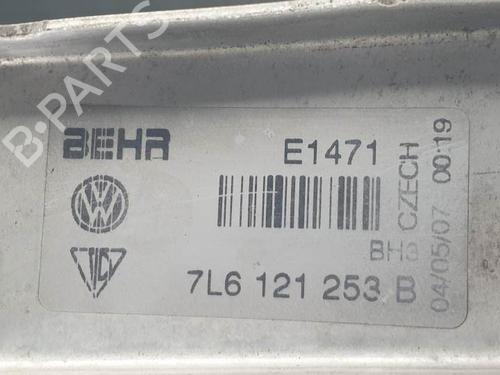 B-PARTS
BEHR
E1471
7L6 121 253 B
BH3 CZECH
04/05/07 00:19